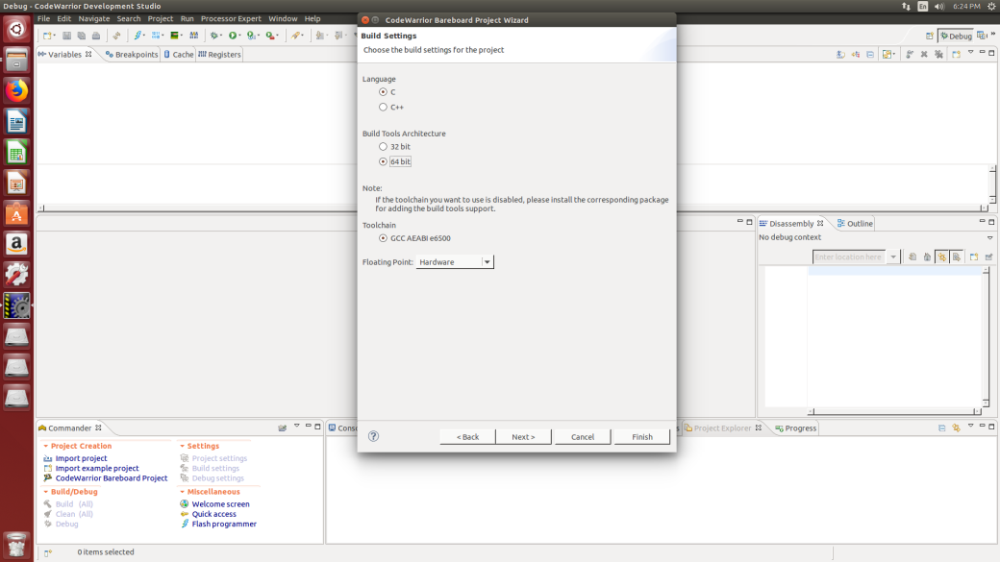 Debug - CodeWarrior Development Studio
En
6:24 PM
File Edit Navigate Search Project Run Processor Expert Window Help
CodeWarrior Bareboard Project Wizard
Debug
Variables
Breakpoints
Cache
Registers
Build Settings
Choose the build settings for the project
Language
C
C++
Build Tools Architecture
32 bit
64 bit
Note:
If the toolchain you want to use is disabled, please install the corresponding package
for adding the build tools support.
Toolchain
GCC AEABI e6500
Floating Point: Hardware
< Back
Next >
Cancel
Finish
Disassembly
Outline
No debug context
Enter location here
Commander
Project Creation
Import project
Import example project
CodeWarrior Bareboard Project
Build/Debug
Build (All)
Clean (All)
Debug
Settings
Project settings
Build settings
Debug settings
Miscellaneous
Welcome screen
Quick access
Flash programmer
Conso
Project Explorer
Progress
0 items selected